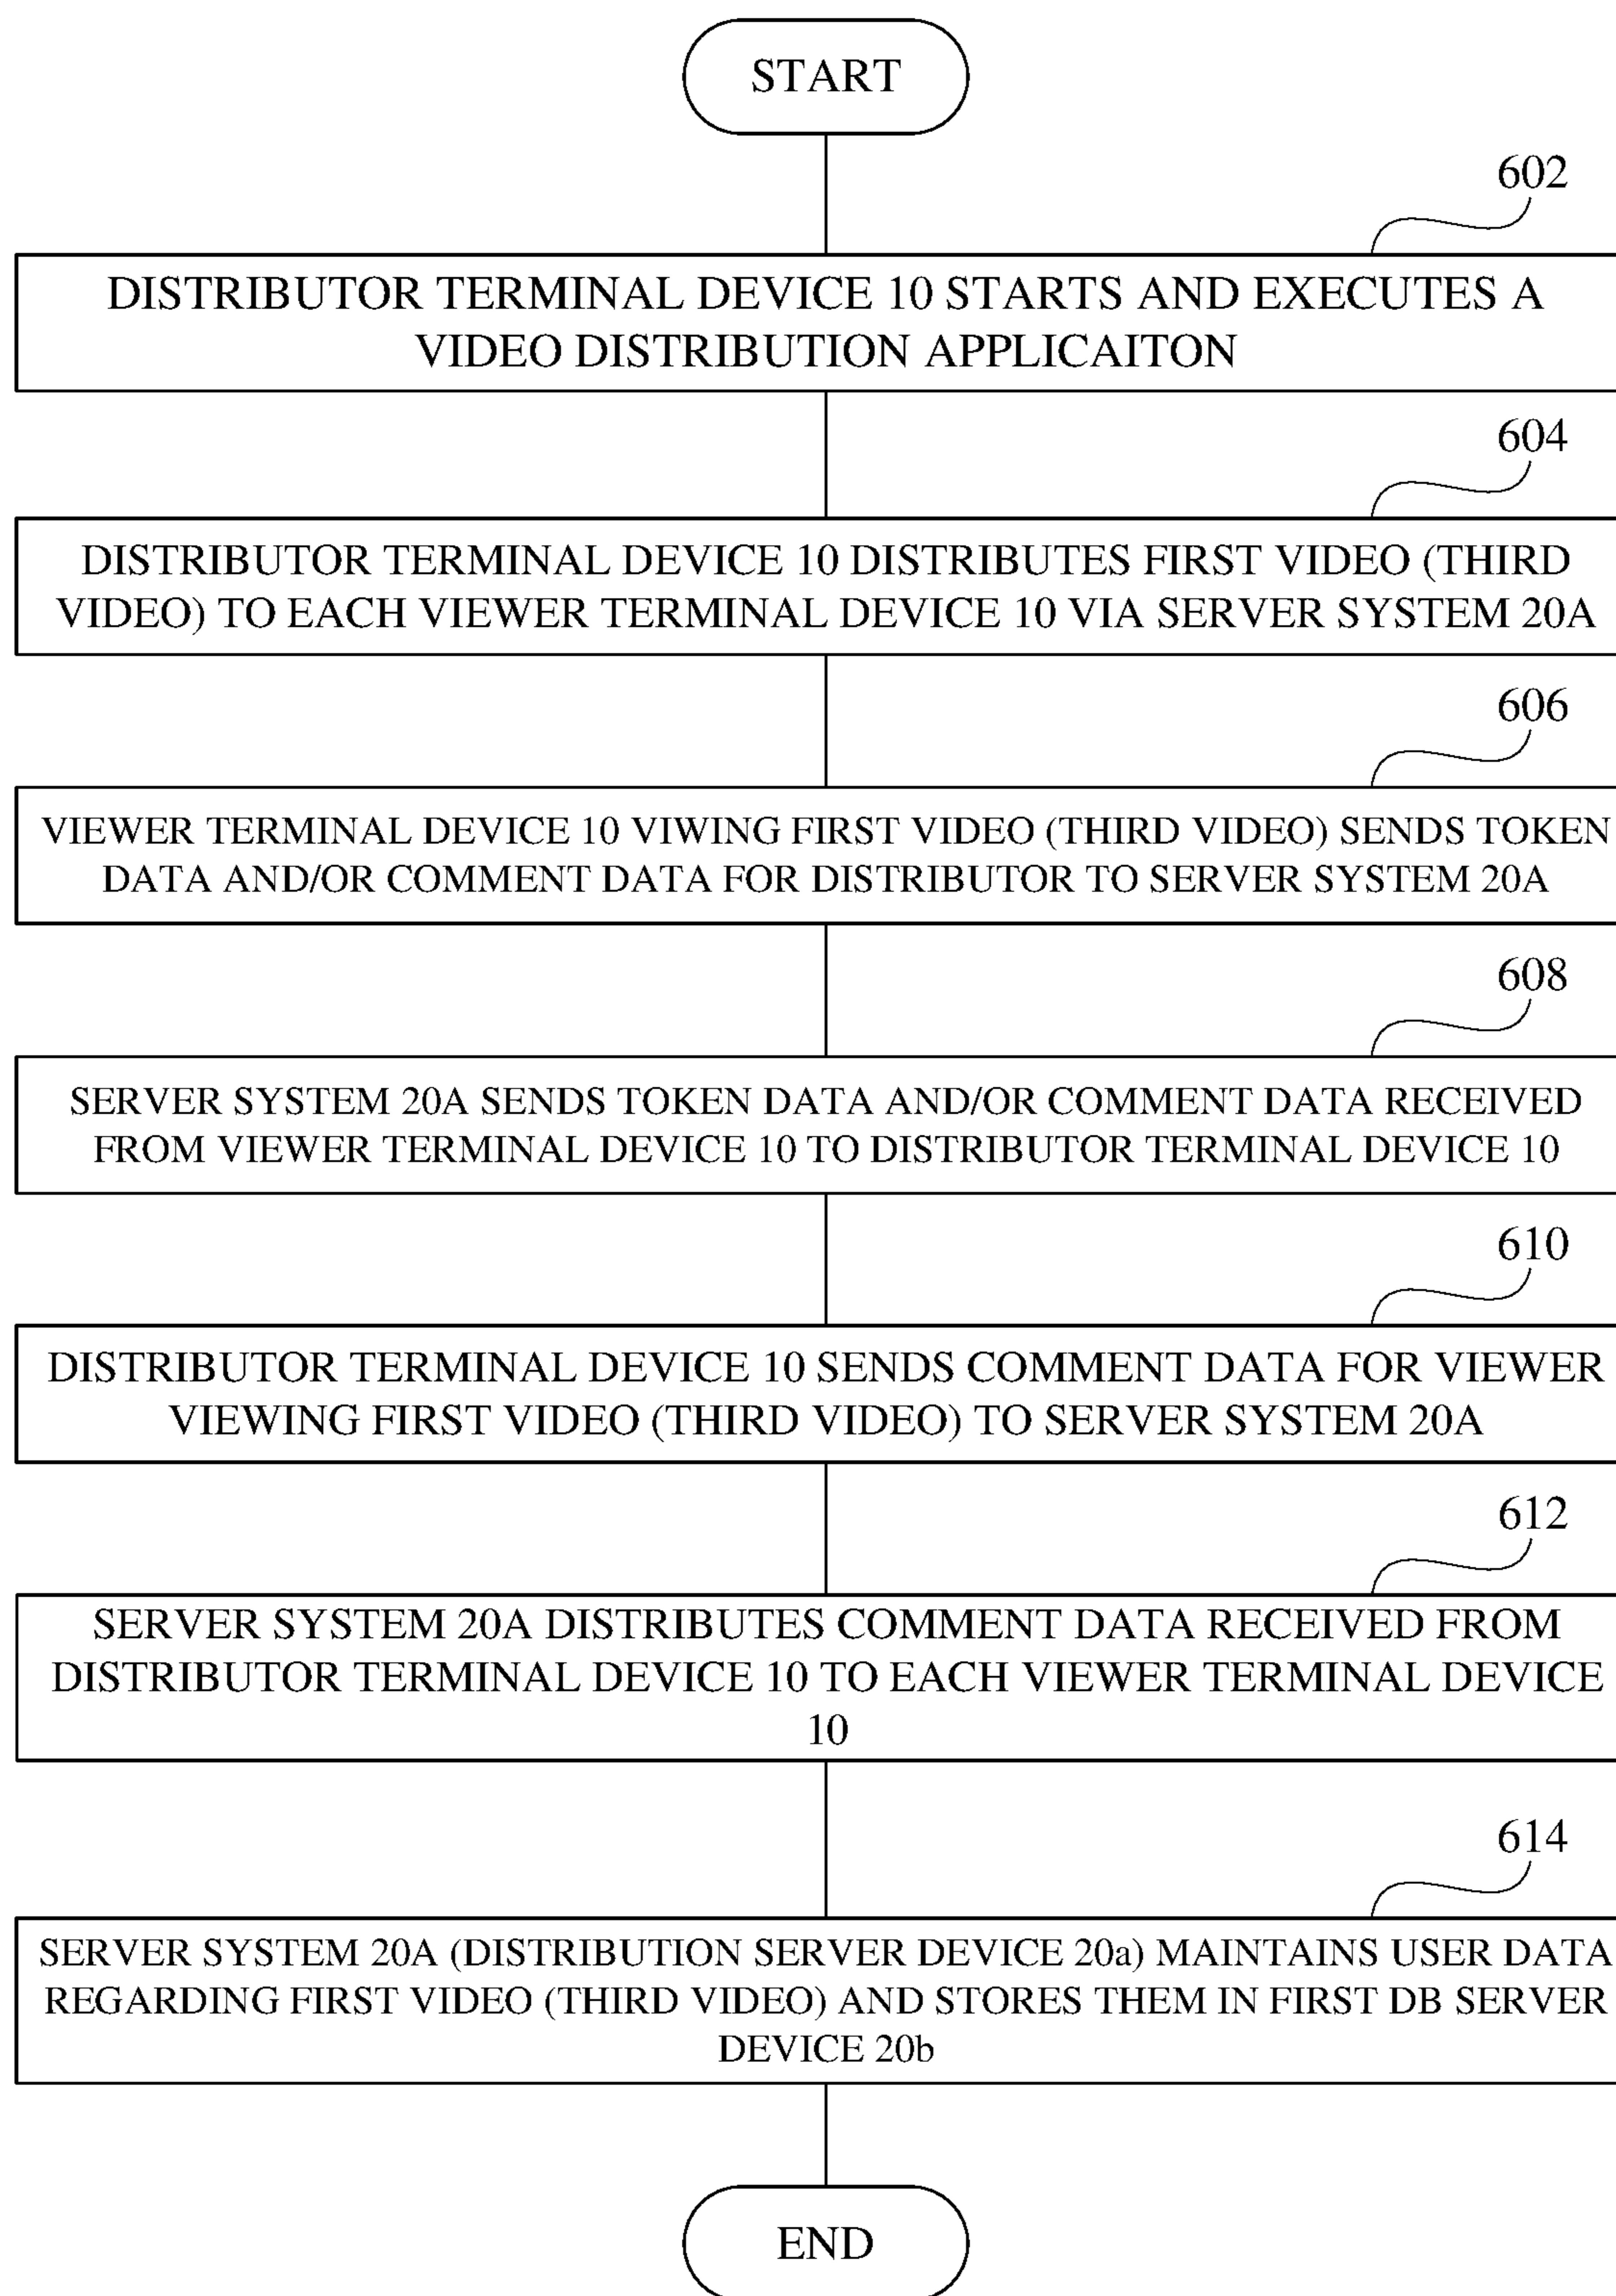 START
602
DISTRIBUTOR TERMINAL DEVICE 10 STARTS AND EXECUTES A
VIDEO DISTRIBUTION APPLICAITON
604
DISTRIBUTOR TERMINAL DEVICE 10 DISTRIBUTES FIRST VIDEO (THIRD
VIDEO) TO EACH VIEWER TERMINAL DEVICE 10 VIA SERVER SYSTEM 20A
606
VIEWER TERMINAL DEVICE 10 VIWING FIRST VIDEO (THIRD VIDEO) SENDS TOKEN
DATA AND/OR COMMENT DATA FOR DISTRIBUTOR TO SERVER SYSTEM 20A
608
SERVER SYSTEM 20A SENDS TOKEN DATA AND/OR COMMENT DATA RECEIVED
FROM VIEWER TERMINAL DEVICE 10 TO DISTRIBUTOR TERMINAL DEVICE 10
610
DISTRIBUTOR TERMINAL DEVICE 10 SENDS COMMENT DATA FOR VIEWER
VIEWING FIRST VIDEO (THIRD VIDEO) TO SERVER SYSTEM 20A
612
SERVER SYSTEM 20A DISTRIBUTES COMMENT DATA RECEIVED FROM
DISTRIBUTOR TERMINAL DEVICE 10 TO EACH VIEWER TERMINAL DEVICE
10
614
SERVER SYSTEM 20A (DISTRIBUTION SERVER DEVICE 20a) MAINTAINS USER DATA
REGARDING FIRST VIDEO (THIRD VIDEO) AND STORES THEM IN FIRST DB SERVER
DEVICE 20b
END